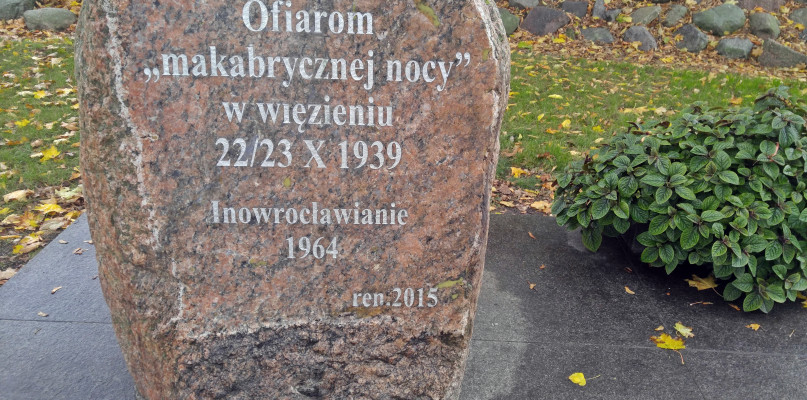 Ofiarom
„makabrycznej nocy”
w więzieniu
22/23 X 1939
Inowrocławianie
1964
ren.2015